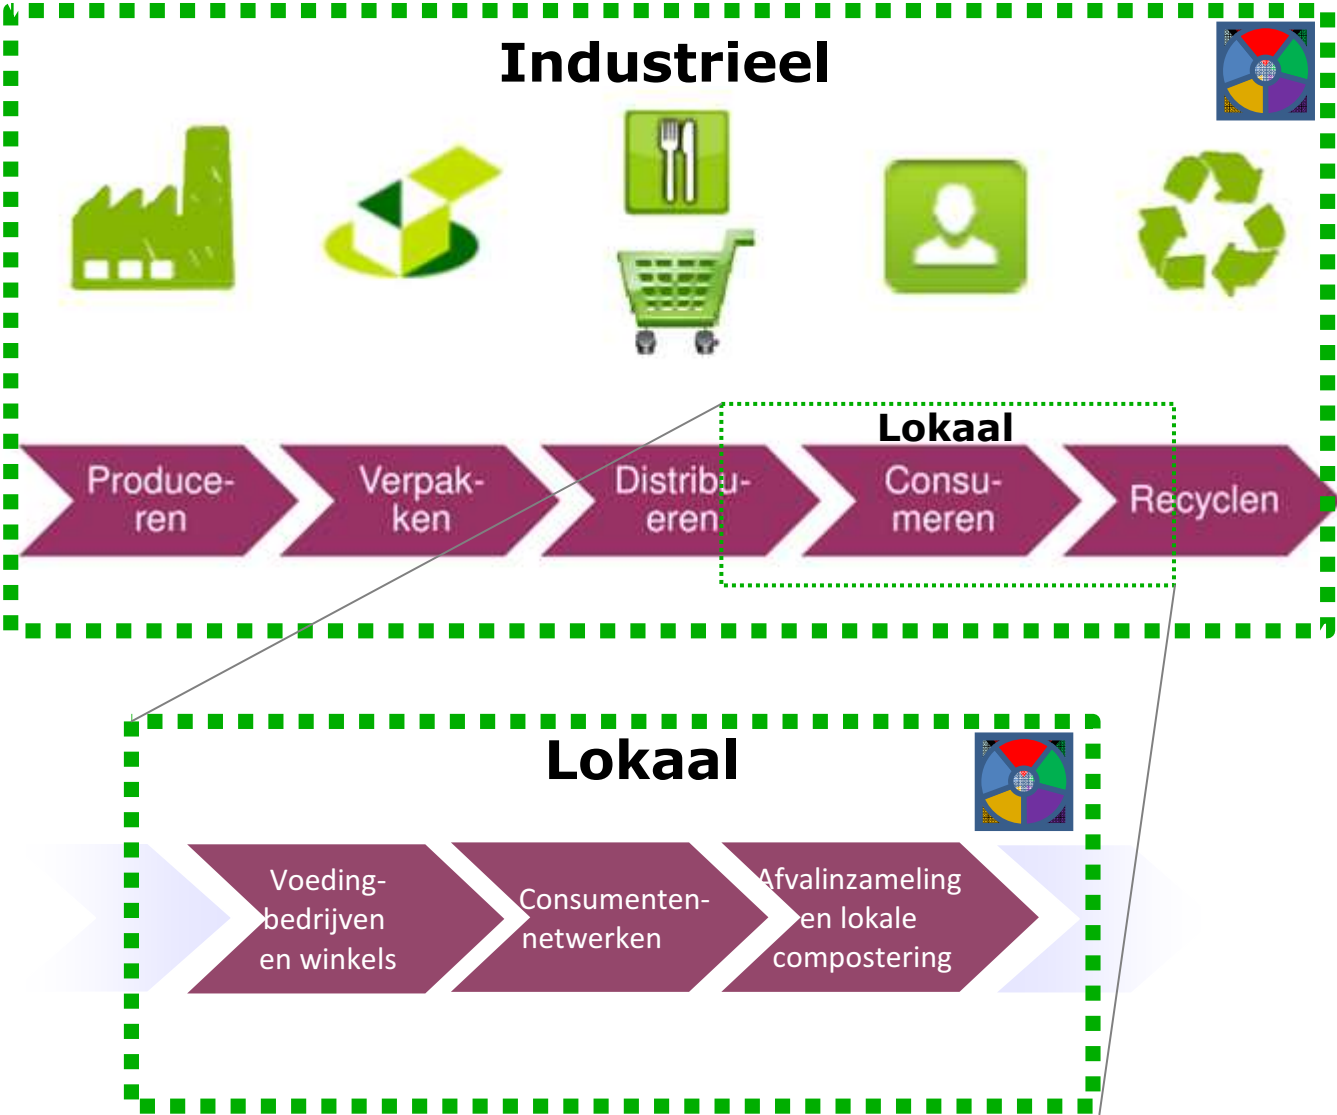 Industrieel
Lokaal
Produce-
ren
Verpak-
ken
Distribu-
eren
Consu-
meren
Recyclen
Lokaal
Voeding-
bedrijven
en winkels
Consumenten-
netwerken
Afvalinzameling
en lokale
compostering